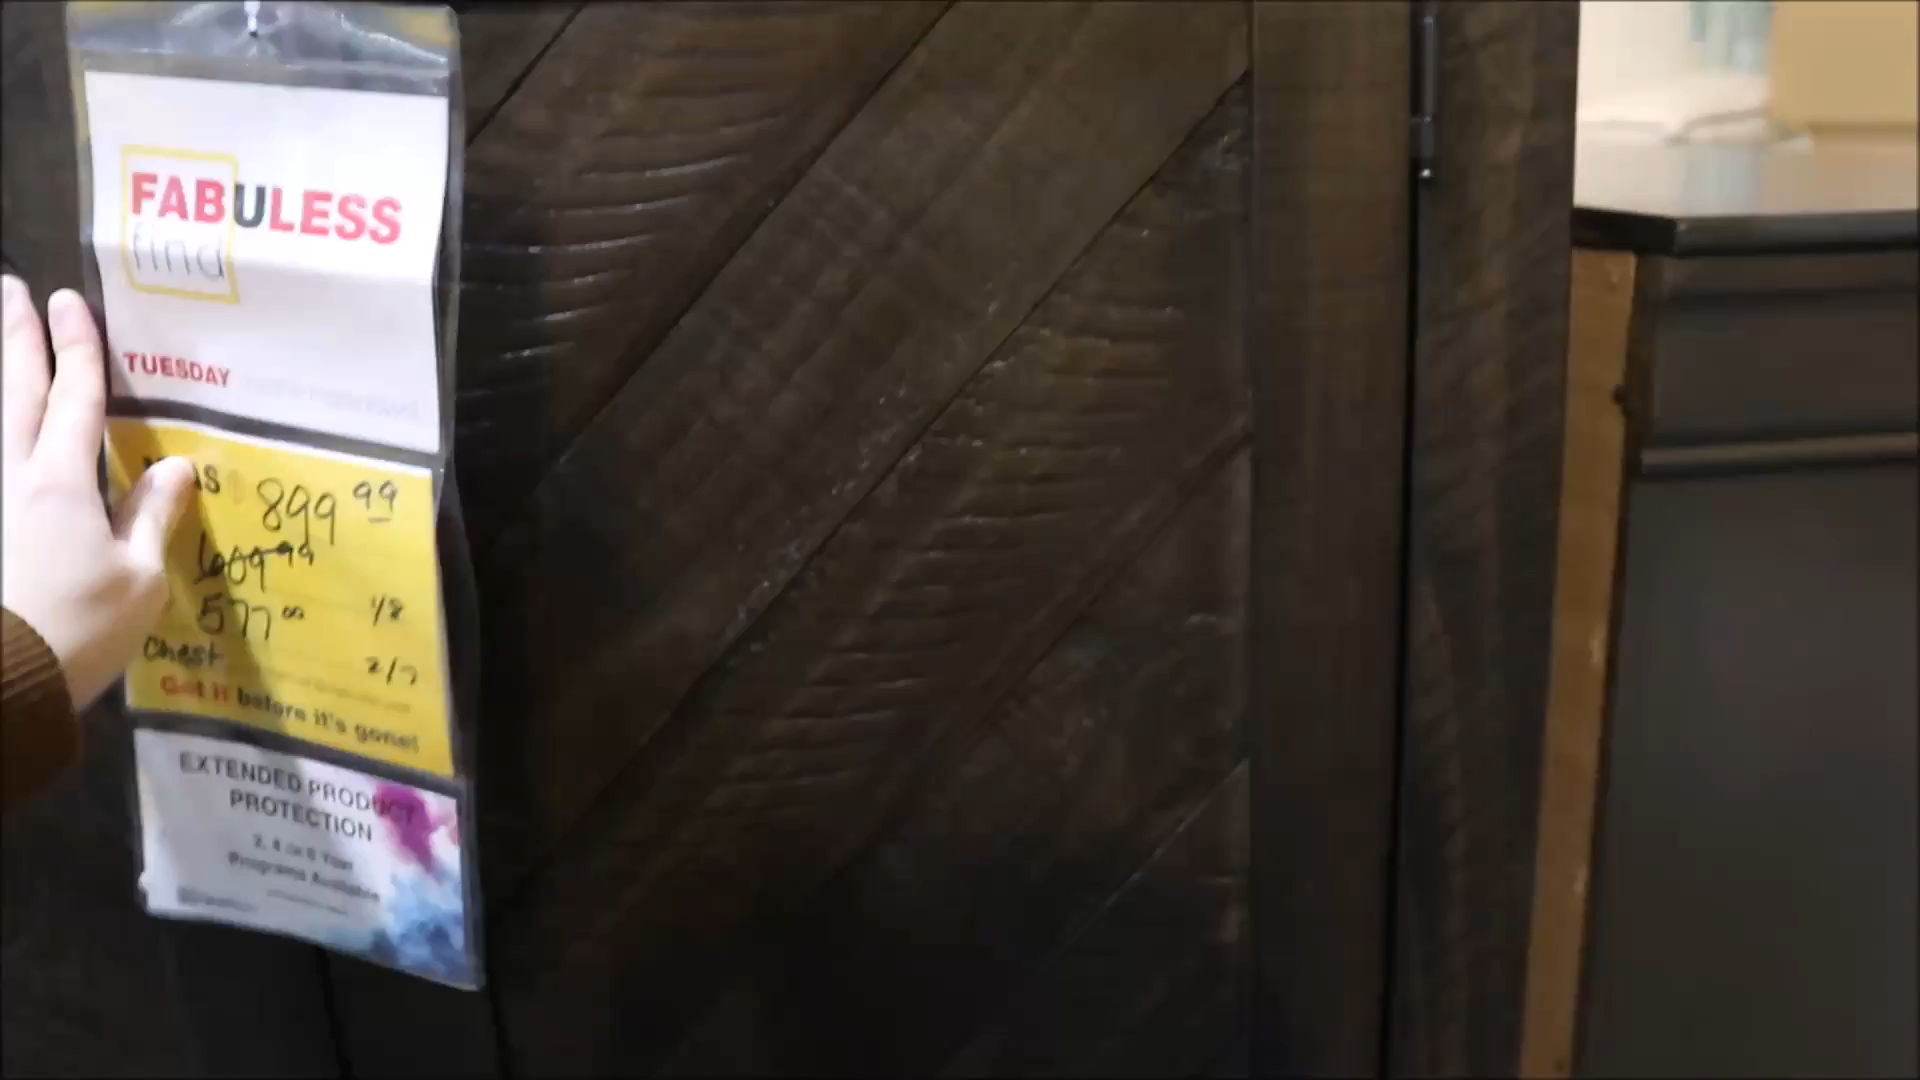 FABULESS
find
TUESDAY
899 99
609 99
577 00 1/8
Chest 2/7
Get it before it's gone!
EXTENDED PRODUCT
PROTECTION
2, 4 or 6 Year
Programs Available